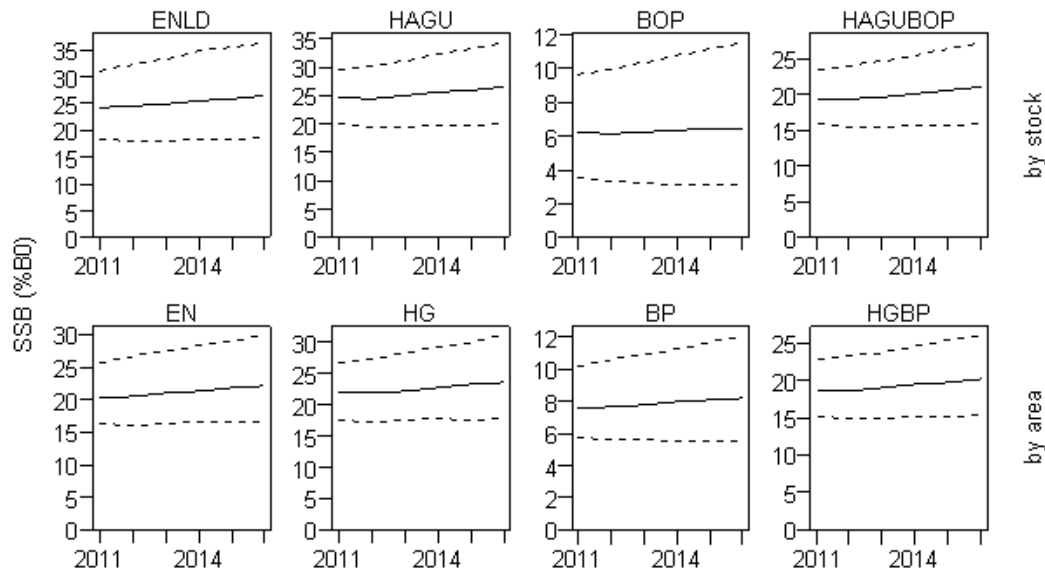 ENLD HAGU BOP HAGUBOP
35 30 25 20 15 10 5 0
35 30 25 20 15 10 5 0
12 10 8 6 4 2 0
25 20 15 10 5 0
2011 2014 2011 2014 2011 2014 2011 2014
by stock
SSB (%B0)
EN HG BP HGBP
30 25 20 15 10 5 0
30 25 20 15 10 5 0
12 10 8 6 4 2 0
25 20 15 10 5 0
2011 2014 2011 2014 2011 2014 2011 2014
by area